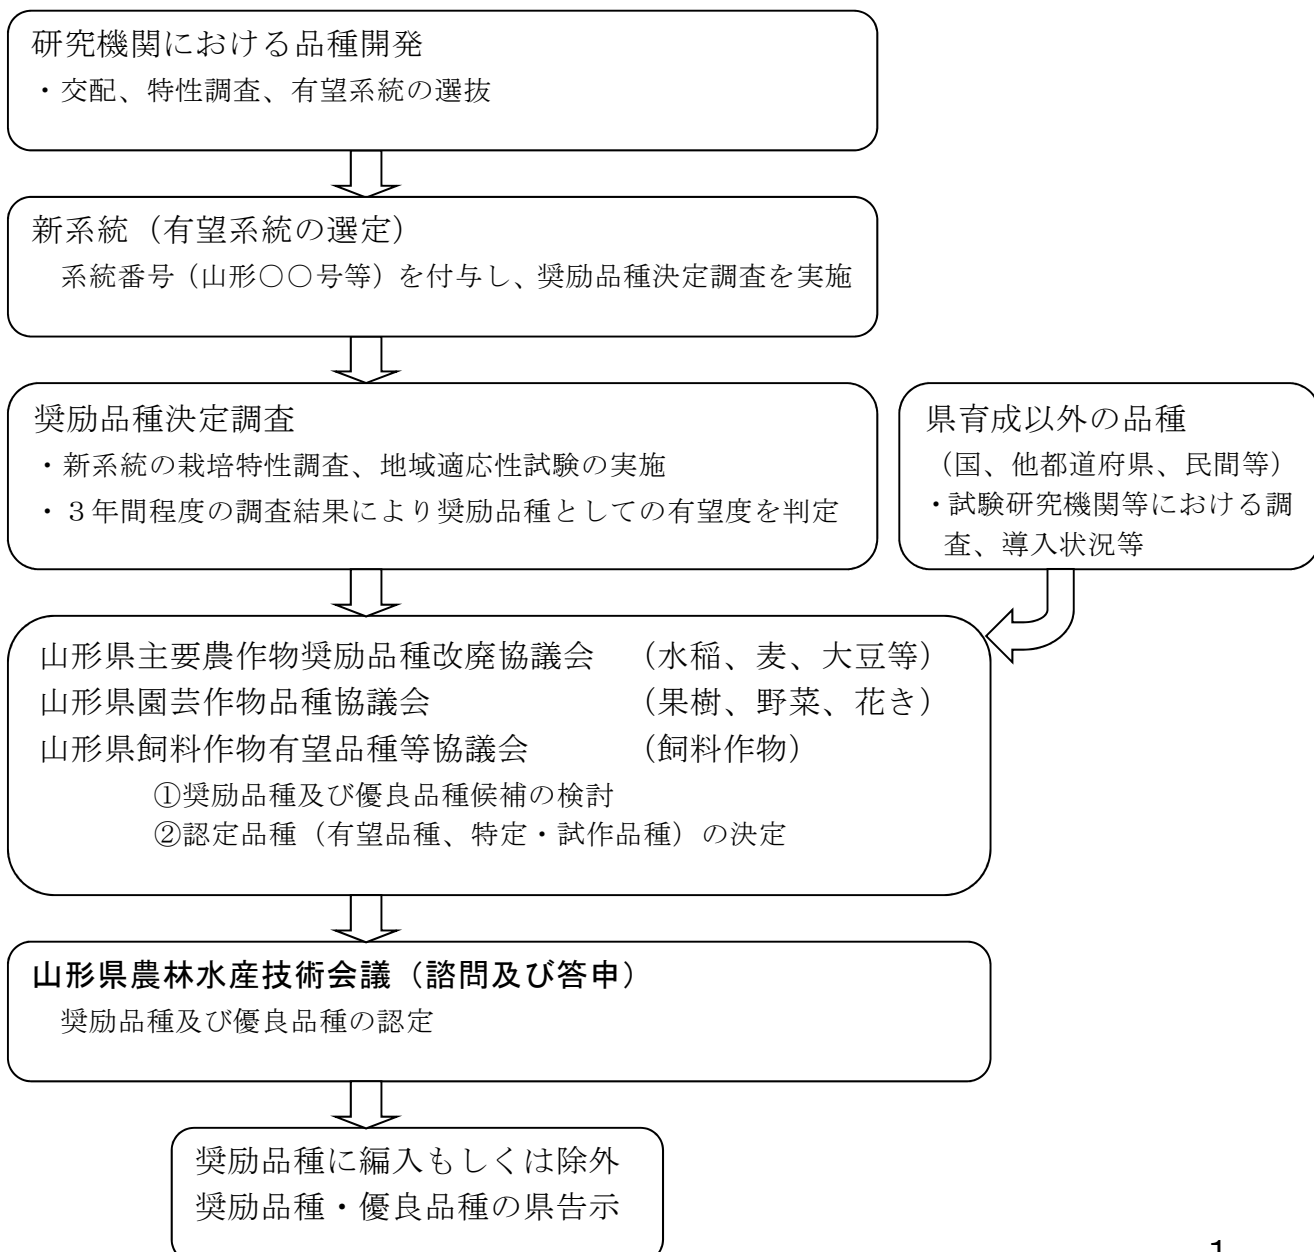 研究機関における品種開発
・交配、特性調査、有望系統の選抜
新系統（有望系統の選定）
系統番号（山形○○号等）を付与し、奨励品種決定調査を実施
奨励品種決定調査
・新系統の栽培特性調査、地域適応性試験の実施
・３年間程度の調査結果により奨励品種としての有望度を判定
県育成以外の品種
（国、他都道府県、民間等）
・試験研究機関等における調
査、導入状況等
山形県主要農作物奨励品種改廃協議会　（水稲、麦、大豆等）
山形県園芸作物品種協議会　（果樹、野菜、花き）
山形県飼料作物有望品種等協議会　（飼料作物）
①奨励品種及び優良品種候補の検討
②認定品種（有望品種、特定・試作品種）の決定
山形県農林水産技術会議（諮問及び答申）
奨励品種及び優良品種の認定
奨励品種に編入もしくは除外
奨励品種・優良品種の県告示
1